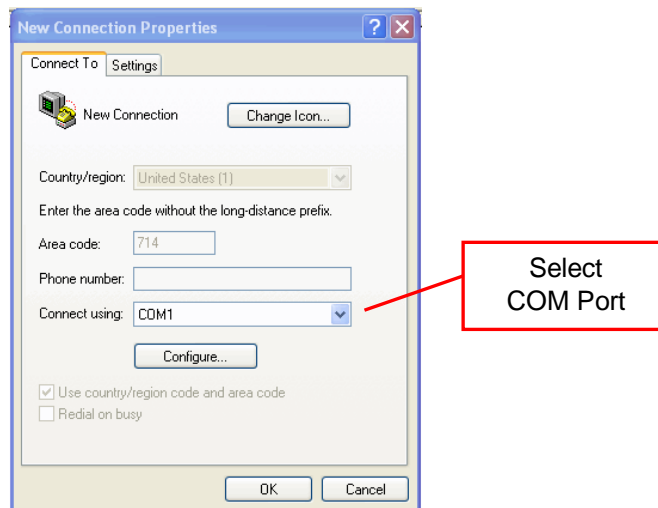 New Connection Properties
Connect To Settings
New Connection Change Icon...
Country/region: United States (1)
Enter the area code without the long-distance prefix.
Area code: 714
Phone number:
Connect using: COM1
Configure...
Use country/region code and area code
Redial on busy
OK Cancel
Select
COM Port